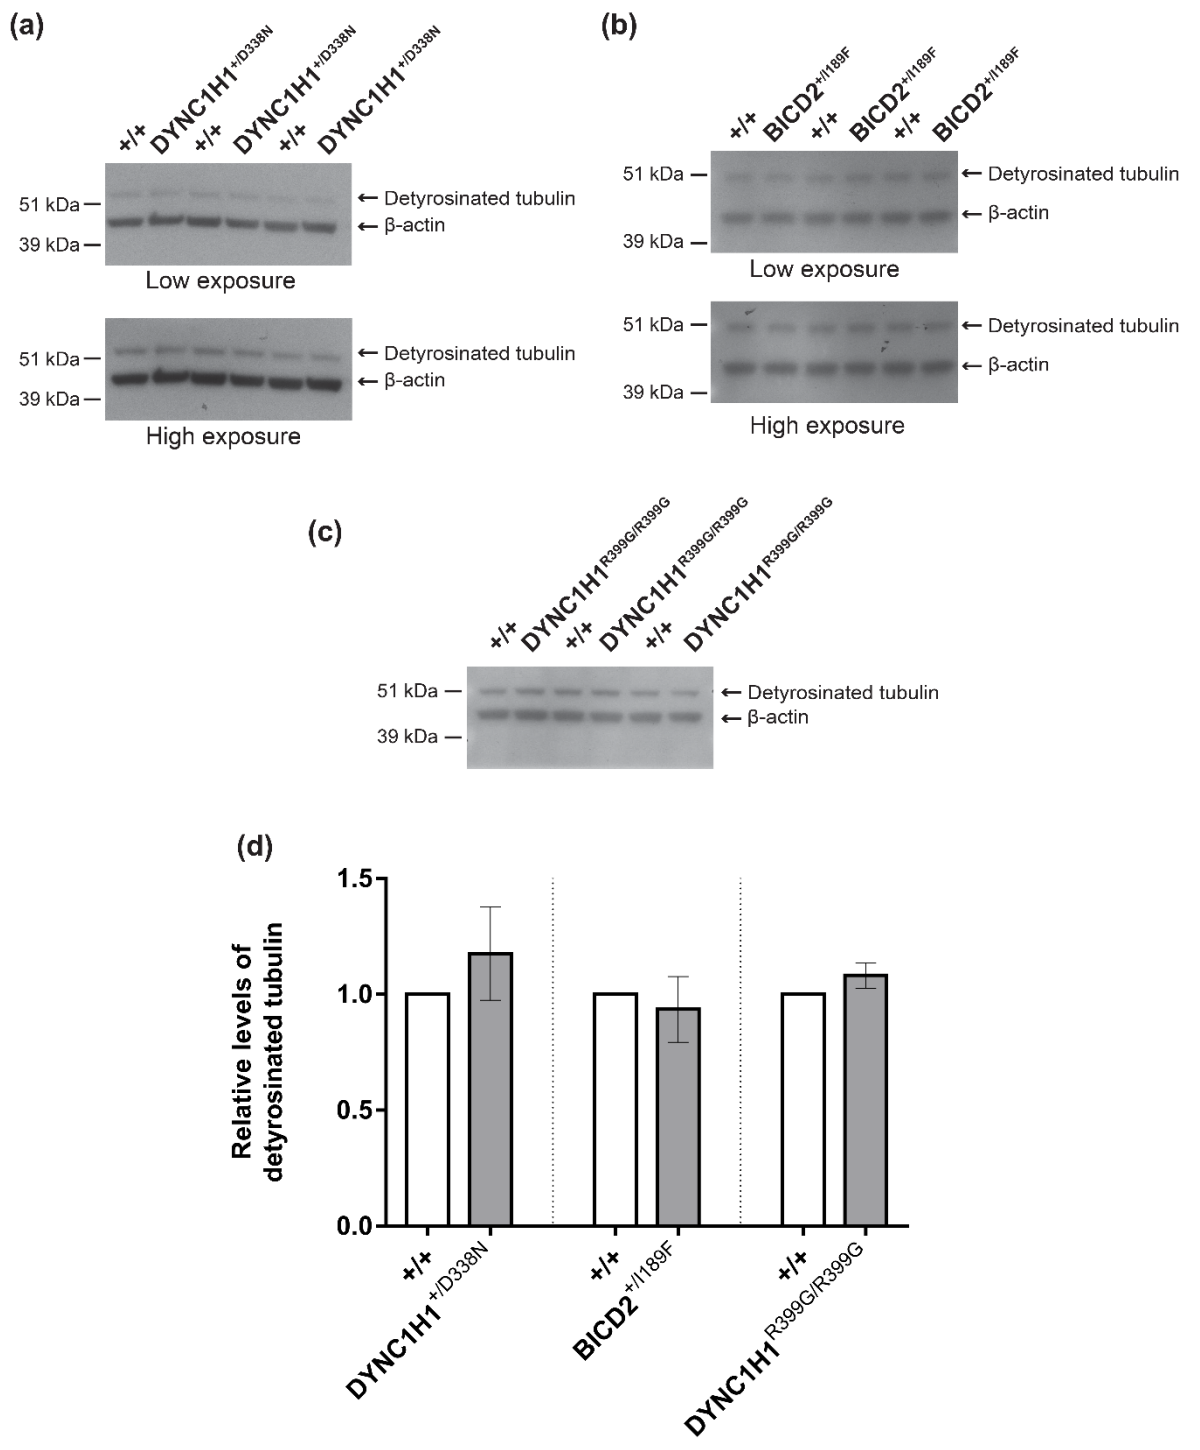 (a)
+/+ DYNC1H1+/D338N +/+ DYNC1H1+/D338N +/+ DYNC1H1+/D338N
51 kDa
39 kDa
← Detyrosinated tubulin
← β-actin
Low exposure
51 kDa
39 kDa
← Detyrosinated tubulin
← β-actin
High exposure
(b)
+/+ BICD2+/I189F +/+ BICD2+/I189F +/+ BICD2+/I189F
51 kDa
39 kDa
← Detyrosinated tubulin
← β-actin
Low exposure
51 kDa
39 kDa
← Detyrosinated tubulin
← β-actin
High exposure
(c)
+/+ DYNC1H1R399G/R399G +/+ DYNC1H1R399G/R399G +/+ DYNC1H1R399G/R399G
51 kDa
39 kDa
← Detyrosinated tubulin
← β-actin
(d)
Relative levels of
detyrosinated tubulin
1.5
1.0
0.5
0.0
+/+
DYNC1H1+/D338N
+/+
BICD2+/I189F
+/+
DYNC1H1R399G/R399G